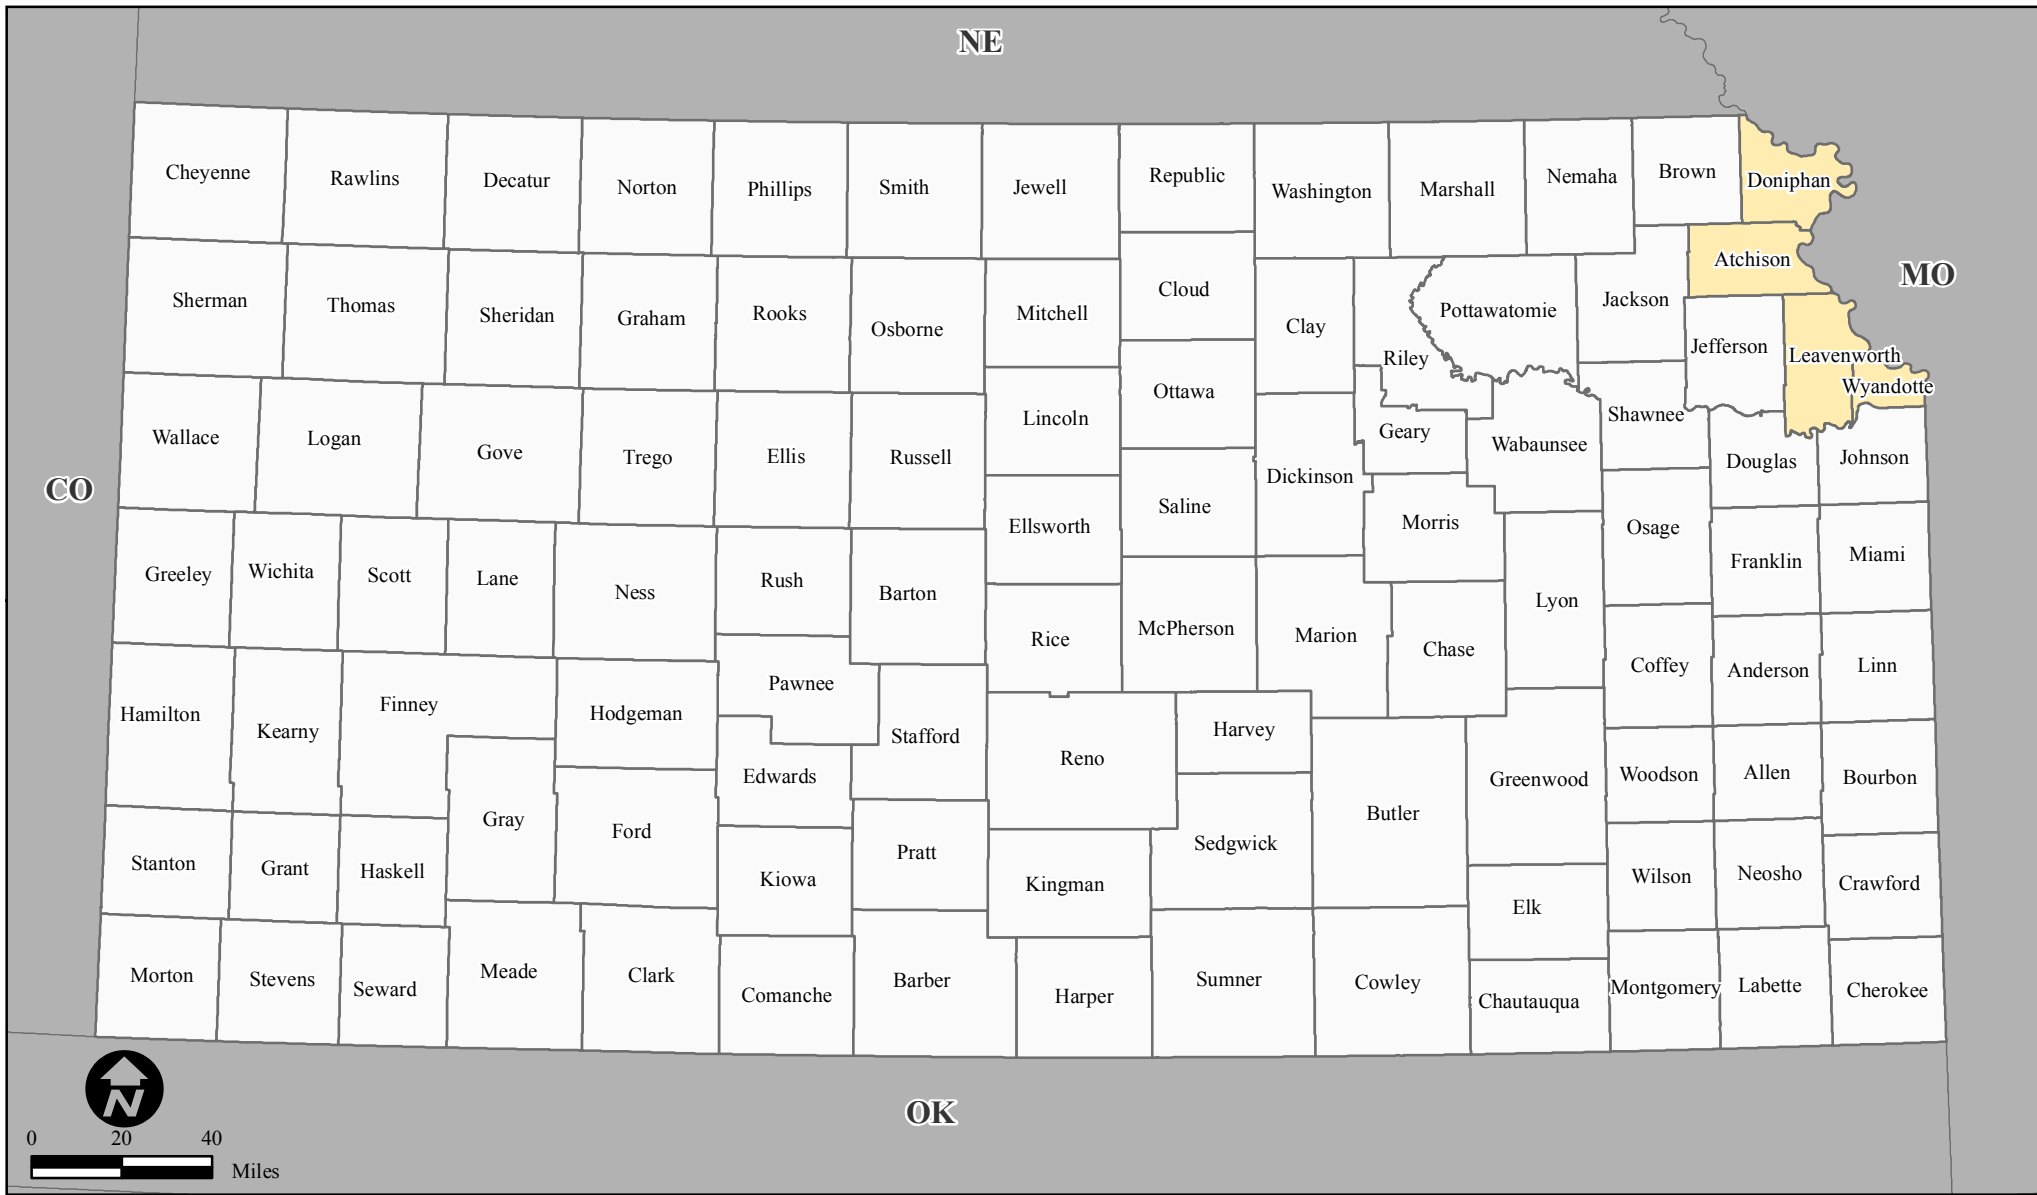 NE
Cheyenne
Rawlins
Decatur
Norton
Phillips
Smith
Jewell
Republic
Washington
Marshall
Nemaha
Brown
Doniphan
Sherman
Thomas
Sheridan
Graham
Rooks
Osborne
Mitchell
Cloud
Clay
Riley
Pottawatomie
Jackson
Atchison
MO
Jefferson
Leavenworth
Wyandotte
CO
Wallace
Logan
Gove
Trego
Ellis
Russell
Lincoln
Ottawa
Dickinson
Geary
Wabaunsee
Shawnee
Douglas
Johnson
Greeley
Wichita
Scott
Lane
Ness
Rush
Barton
Ellsworth
Saline
Morris
Osage
Franklin
Miami
Rice
McPherson
Marion
Chase
Lyon
Coffey
Anderson
Linn
Hamilton
Kearny
Finney
Hodgeman
Pawnee
Stafford
Edwards
Reno
Harvey
Butler
Greenwood
Woodson
Allen
Bourbon
Gray
Ford
Kiowa
Pratt
Kingman
Sedgwick
Elk
Wilson
Neosho
Crawford
Stanton
Grant
Haskell
Morton
Stevens
Seward
Meade
Clark
Comanche
Barber
Harper
Sumner
Cowley
Chautauqua
Montgomery
Labette
Cherokee
N
OK
0 20 40
Miles